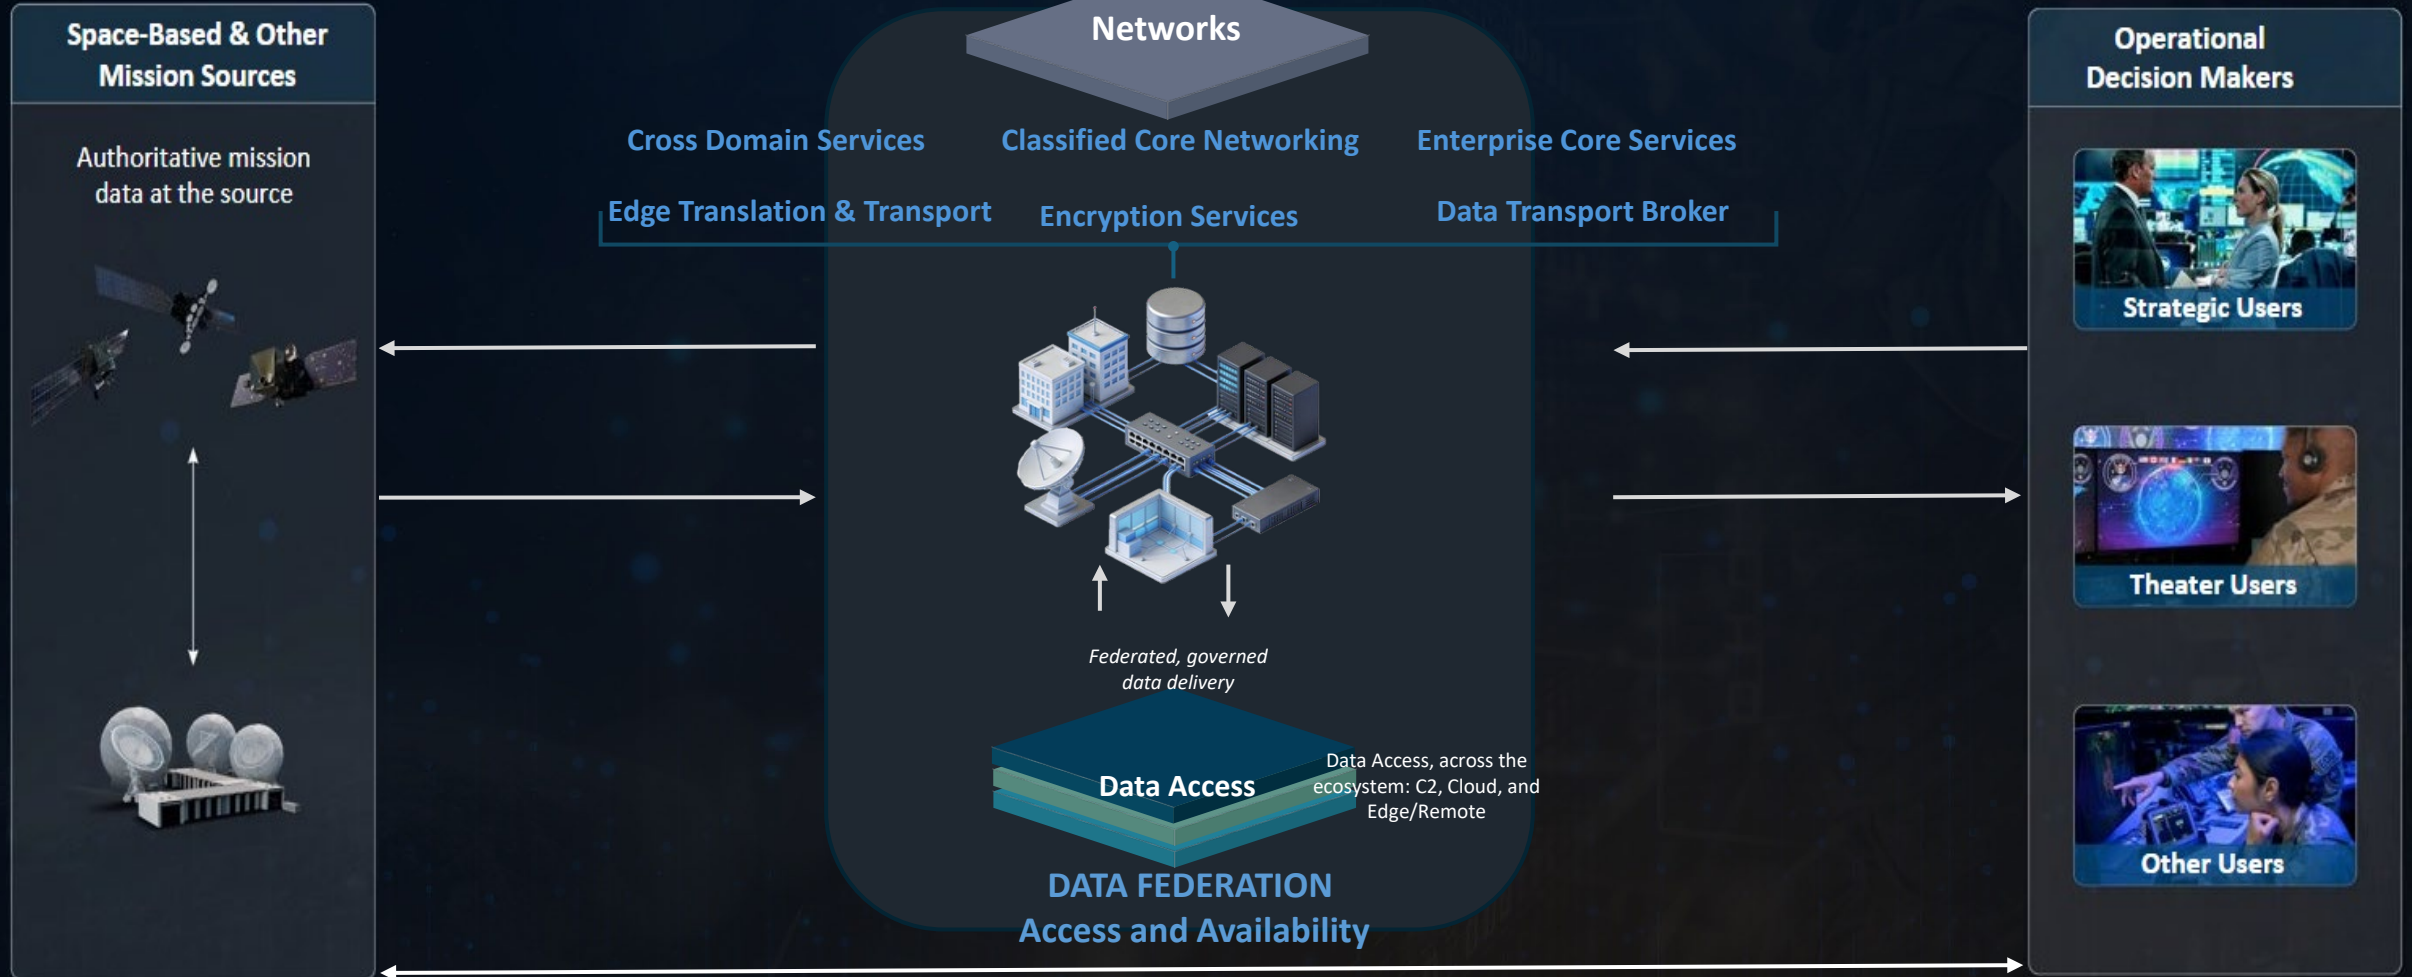 Space-Based & Other
Mission Sources
Authoritative mission
data at the source
Networks
Cross Domain Services
Classified Core Networking
Enterprise Core Services
Edge Translation & Transport
Encryption Services
Data Transport Broker
Federated, governed
data delivery
Data Access
Data Access, across the
ecosystem: C2, Cloud, and
Edge/Remote
DATA FEDERATION
Access and Availability
Operational
Decision Makers
Strategic Users
Theater Users
Other Users